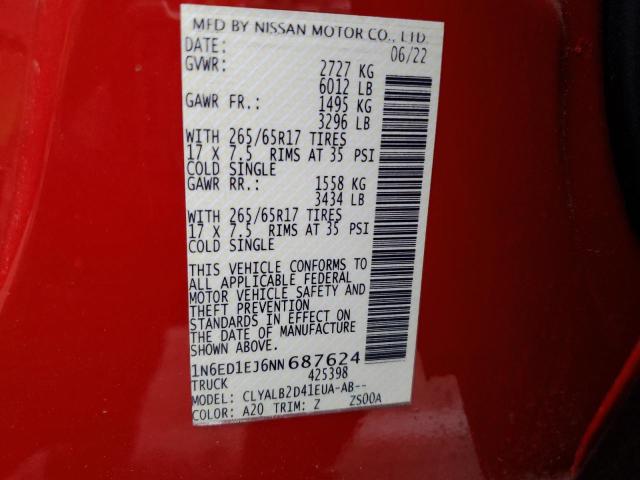 MFD BY NISSAN MOTOR CO., LTD.
DATE: 06/22
GVWR: 2727 KG
6012 LB
GAWR FR.: 1495 KG
3296 LB
WITH 265/65R17 TIRES
17 X 7.5 RIMS AT 35 PSI
COLD SINGLE
GAWR RR.: 1558 KG
3434 LB
WITH 265/65R17 TIRES
17 X 7.5 RIMS AT 35 PSI
COLD SINGLE
THIS VEHICLE CONFORMS TO
ALL APPLICABLE FEDERAL
MOTOR VEHICLE SAFETY AND
THEFT PREVENTION
STANDARDS IN EFFECT ON
THE DATE OF MANUFACTURE
SHOWN ABOVE.
1N6ED1EJ6NN687624
TRUCK 425398
MODEL: CLYALB2D41EUA-AB--
COLOR: A20 TRIM: Z ZS00A